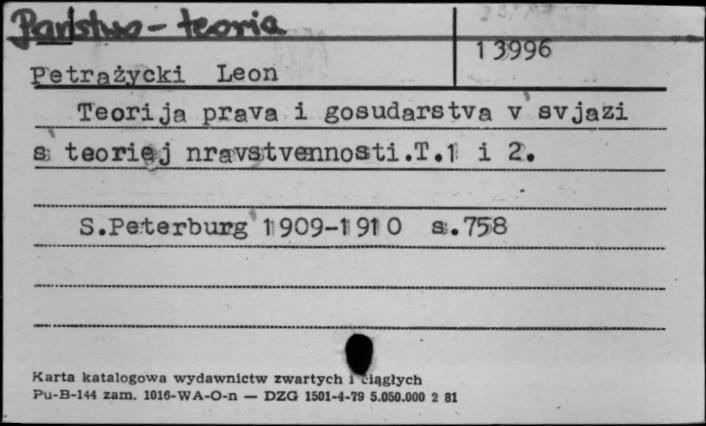 Państwo - teoria
13996
Petrażycki Leon
Teorija prava i gosudarstva v svjazi
s teoriej nravstvennosti.T.1 i 2.
S.Peterburg 1909-1910 s.758
Karta katalogowa wydawnictw zwartych i ciągłych
Pu-B-144 zam. 1016-WA-O-n — DZG 1501-4-79 5.050.000 2 81